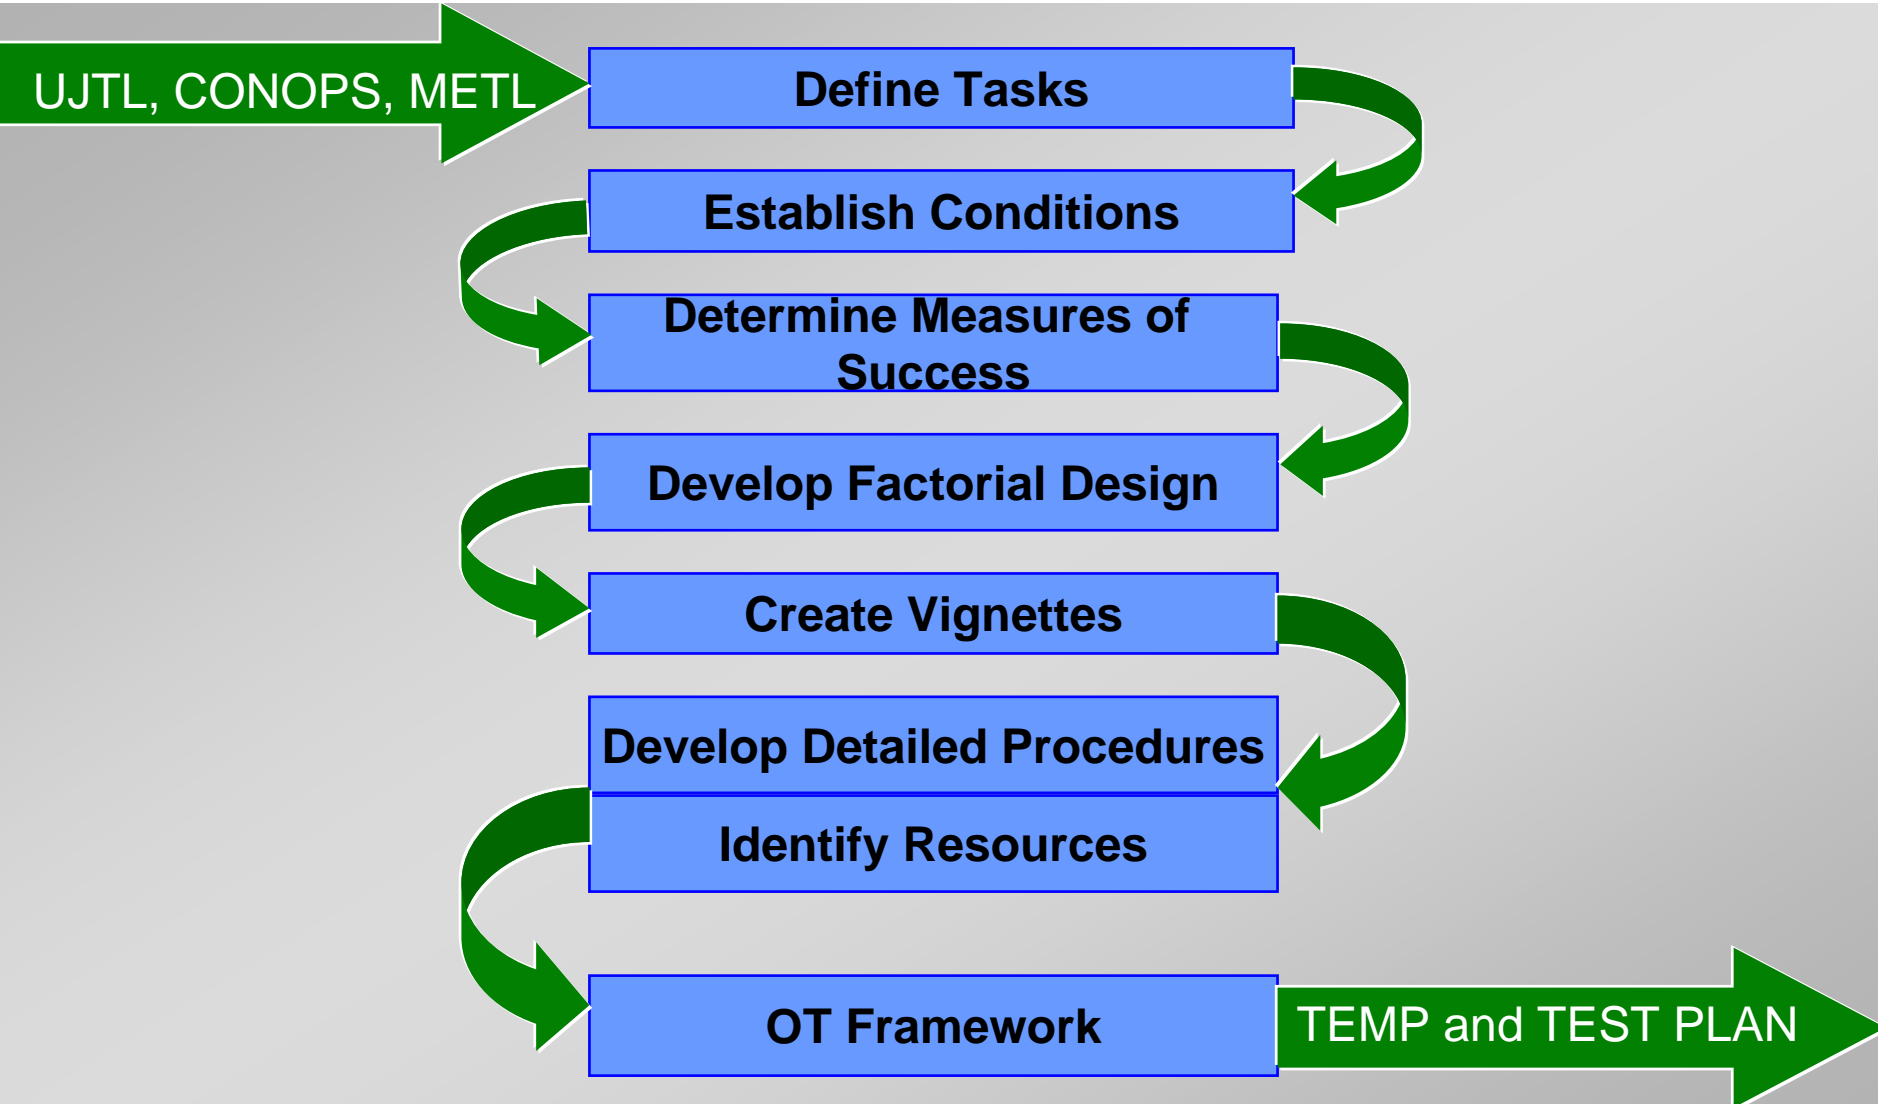 UJTL, CONOPS, METL
Define Tasks
Establish Conditions
Determine Measures of
Success
Develop Factorial Design
Create Vignettes
Develop Detailed Procedures
Identify Resources
OT Framework
TEMP and TEST PLAN